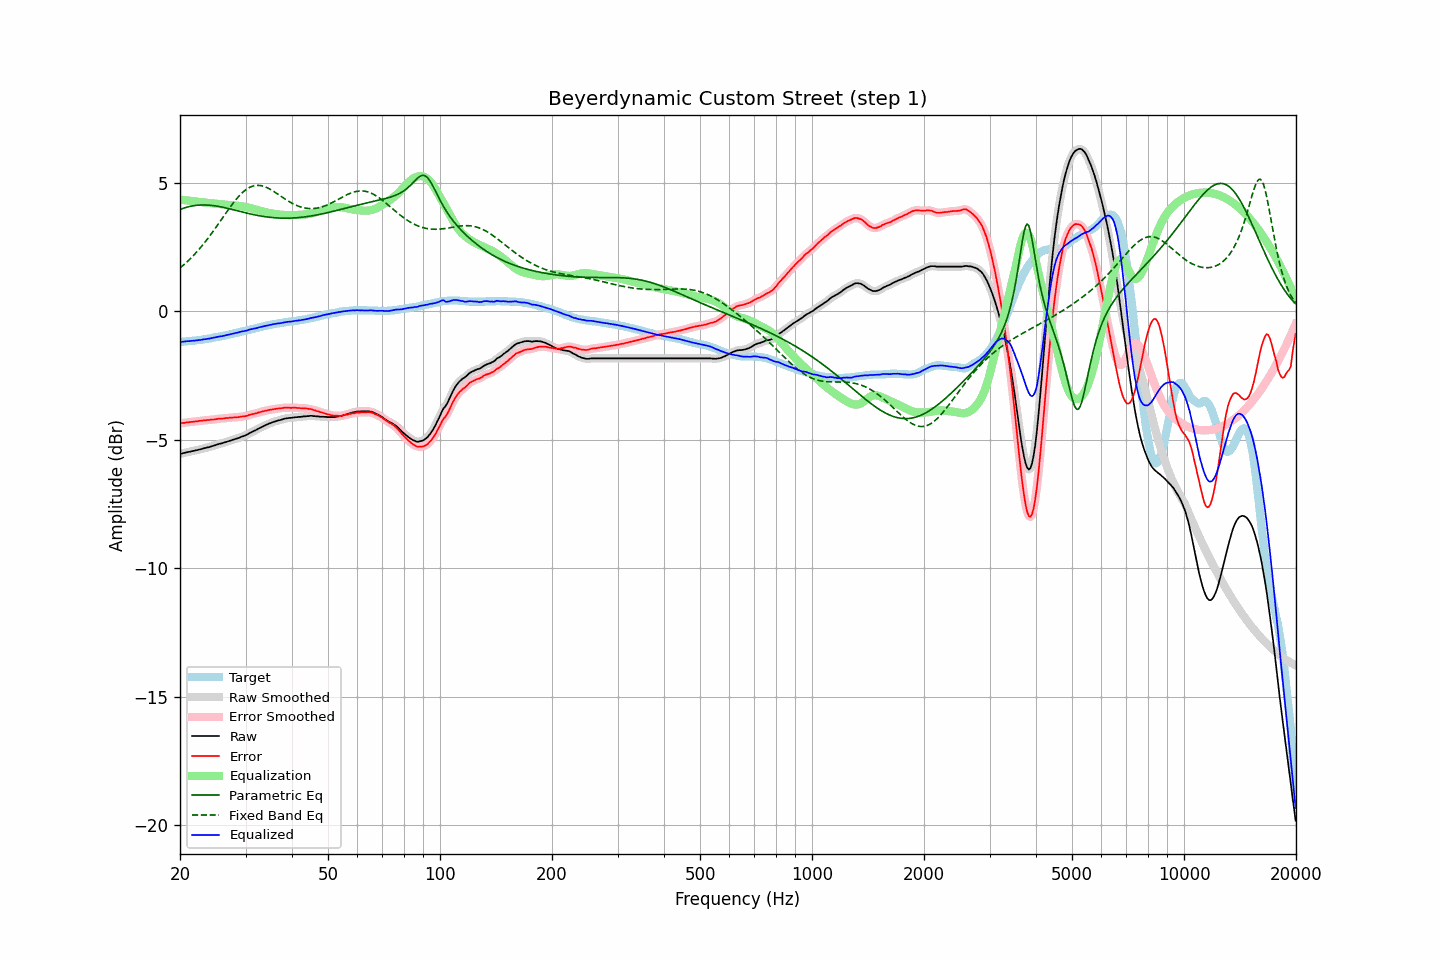 Beyerdynamic Custom Street (step 1)
Amplitude (dBr)
5
0
−5
−10
−15
−20
Target
Raw Smoothed
Error Smoothed
Raw
Error
Equalization
Parametric Eq
Fixed Band Eq
Equalized
20 50 100 200 500 1000 2000 5000 10000 20000
Frequency (Hz)